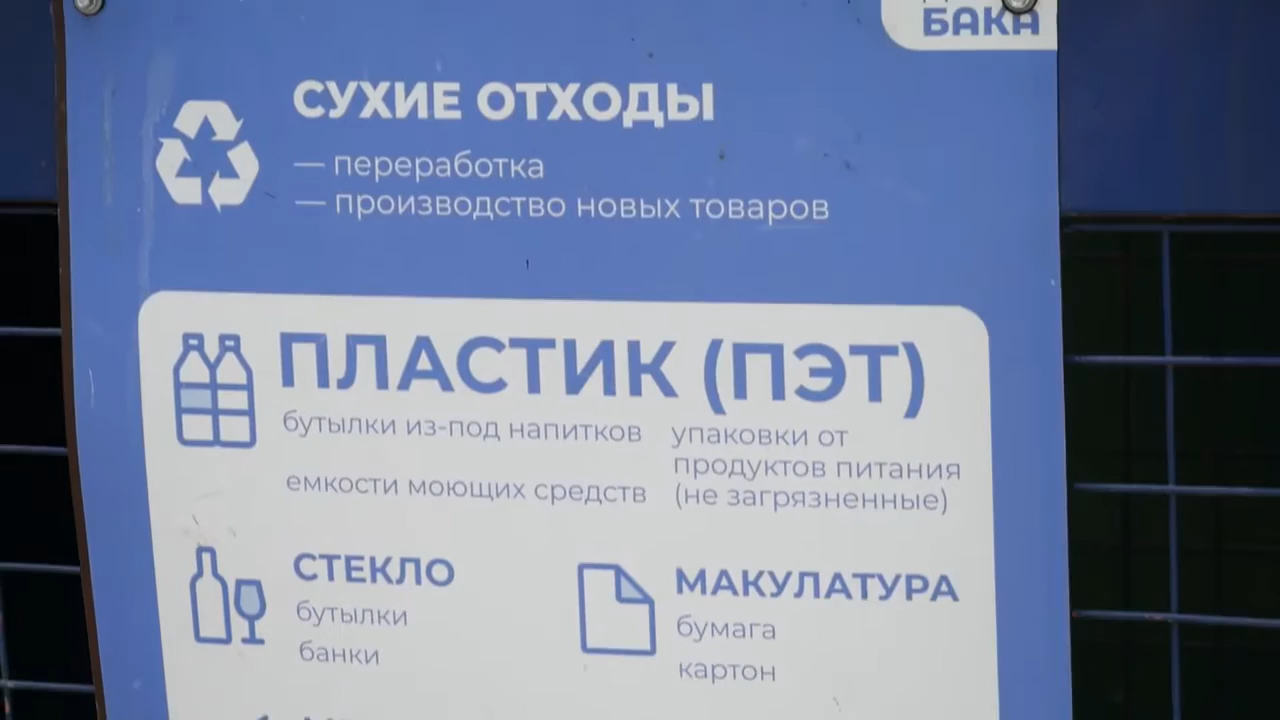 БАКА
СУХИЕ ОТХОДЫ
— переработка
— производство новых товаров
ПЛАСТИК (ПЭТ)
бутылки из-под напитков
емкости моющих средств
упаковки от
продуктов питания
(не загрязненные)
СТЕКЛО
бутылки
банки
МАКУЛАТУРА
бумага
картон